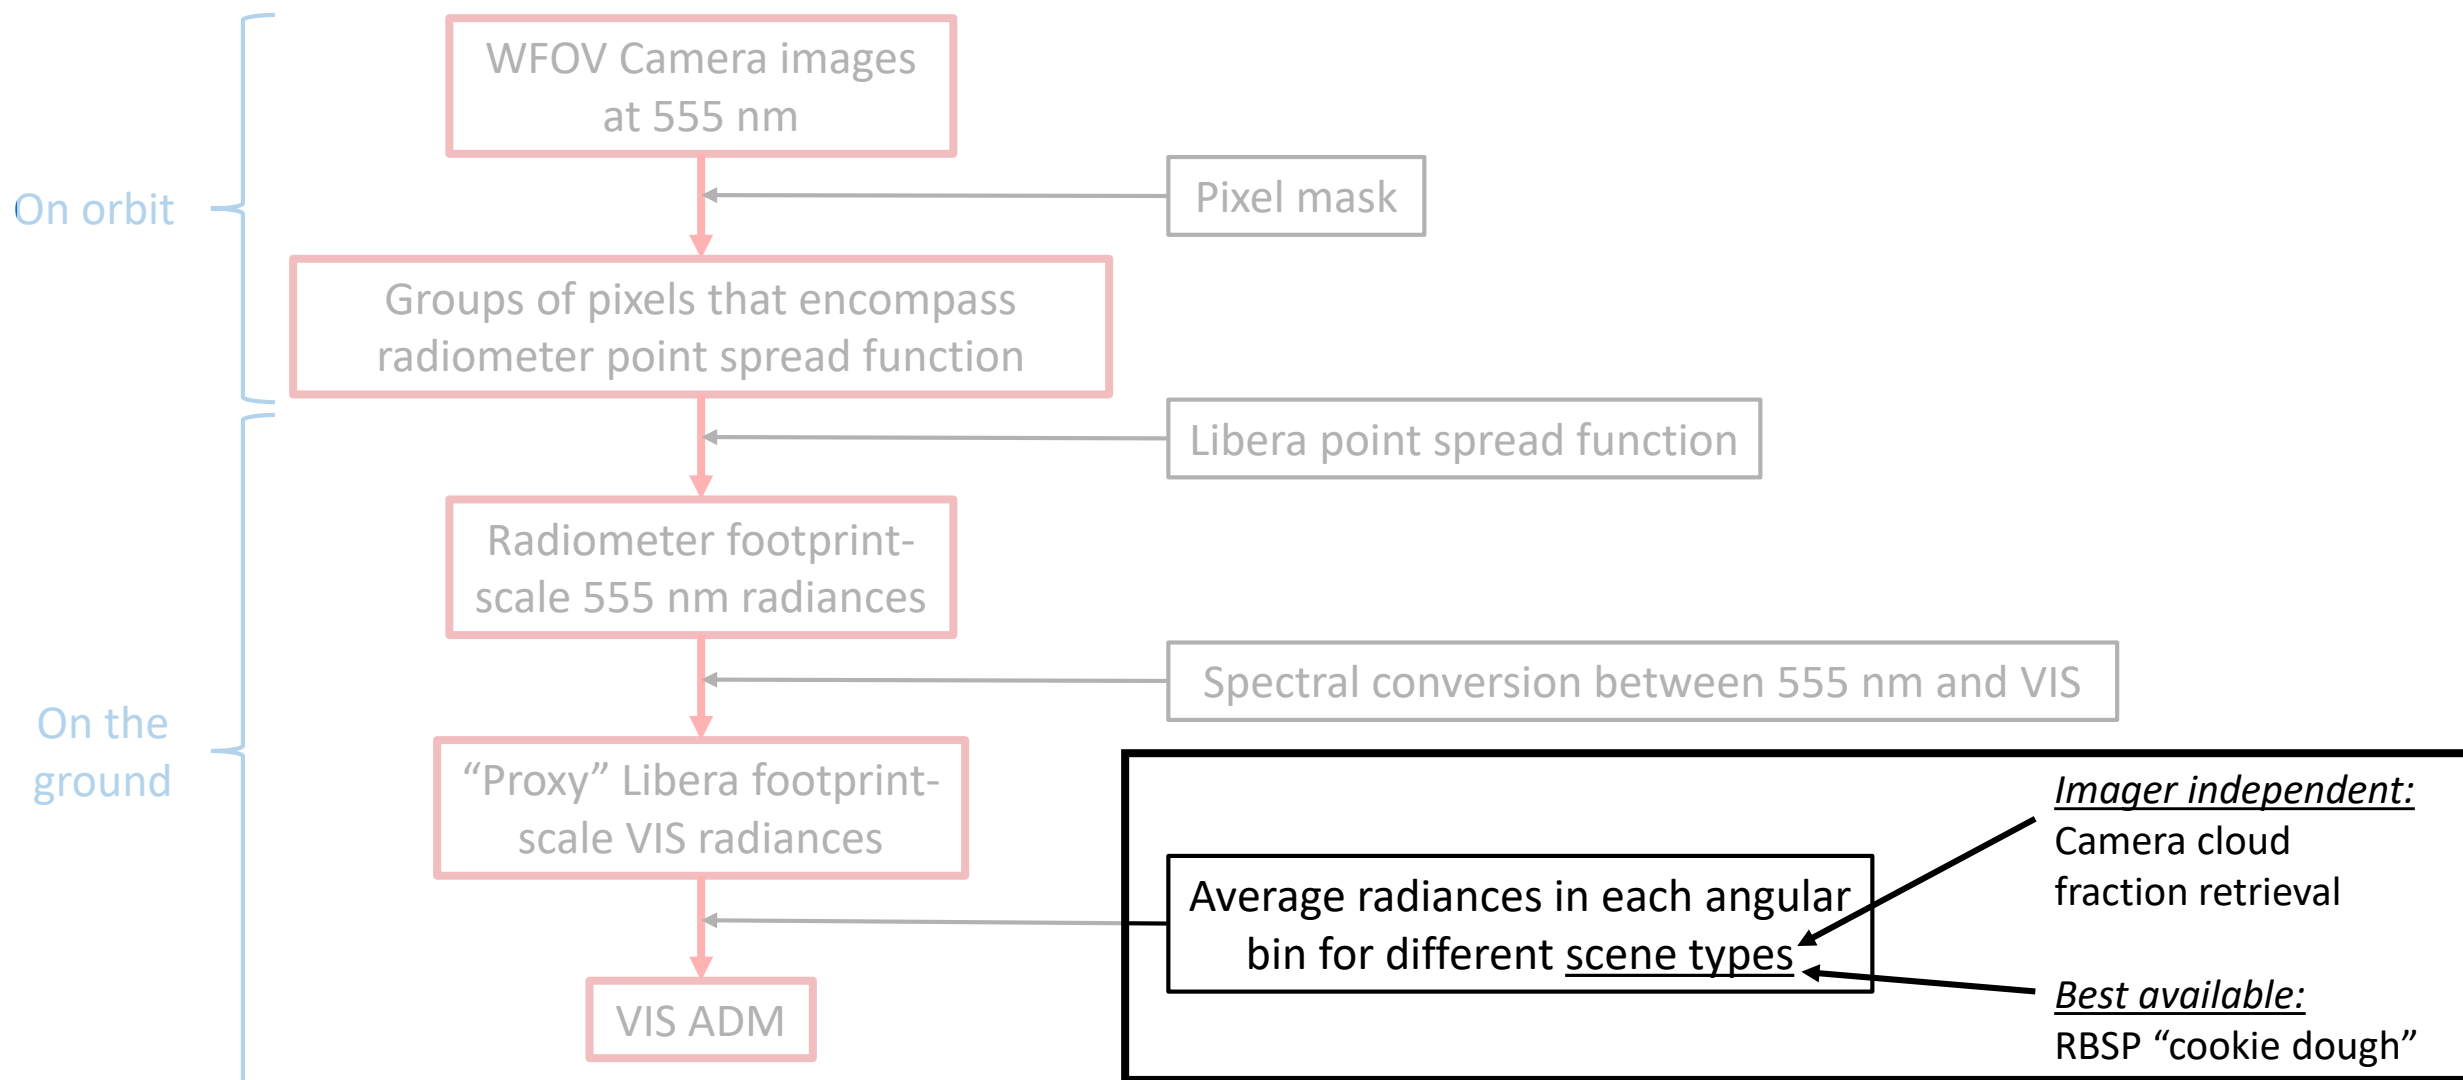 WFOV Camera images
at 555 nm
Pixel mask
On orbit
Groups of pixels that encompass
radiometer point spread function
Libera point spread function
Radiometer footprint-
scale 555 nm radiances
Spectral conversion between 555 nm and VIS
On the
ground
“Proxy” Libera footprint-
scale VIS radiances
Imager independent:
Camera cloud
fraction retrieval
Average radiances in each angular
bin for different scene types
Best available:
RBSP “cookie dough”
VIS ADM